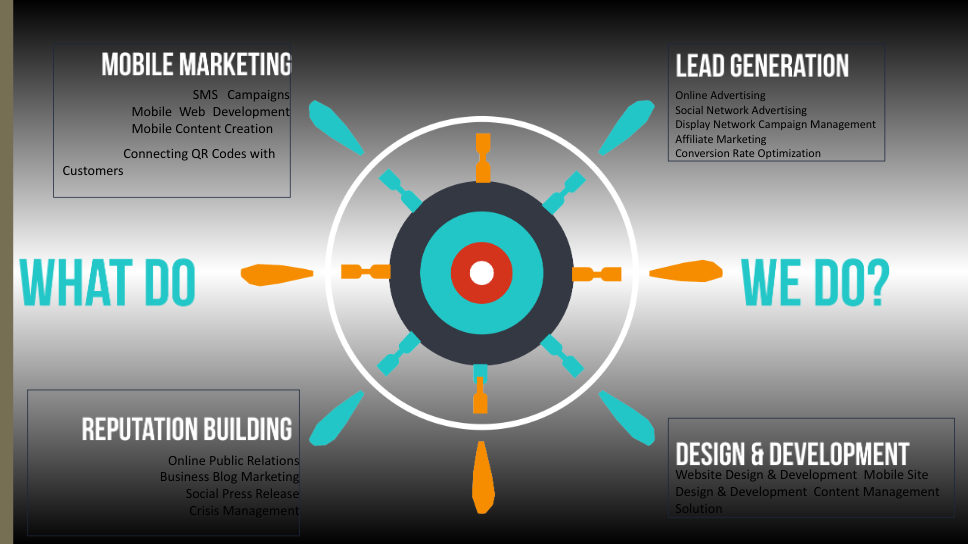 MOBILE MARKETING
SMS Campaigns
Mobile Web Development
Mobile Content Creation
Connecting QR Codes with
Customers
LEAD GENERATION
Online Advertising
Social Network Advertising
Display Network Campaign Management
Affiliate Marketing
Conversion Rate Optimization
WHAT DO
WE DO?
REPUTATION BUILDING
Online Public Relations
Business Blog Marketing
Social Press Release
Crisis Management
DESIGN & DEVELOPMENT
Website Design & Development Mobile Site
Design & Development Content Management
Solution